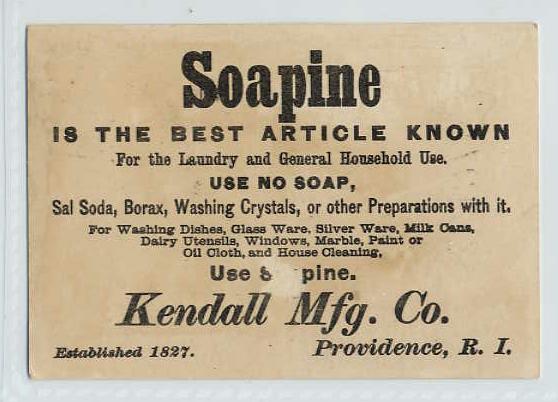 Soapine
IS THE BEST ARTICLE KNOWN
For the Laundry and General Household Use.
USE NO SOAP,
Sal Soda, Borax, Washing Crystals, or other Preparations with it.
For Washing Dishes, Glass Ware, Silver Ware, Milk Cans,
Dairy Utensils, Windows, Marble, Paint or
Oil Cloth, and House Cleaning,
Use S pine.
Kendall Mfg. Co.
Established 1827. Providence, R. I.